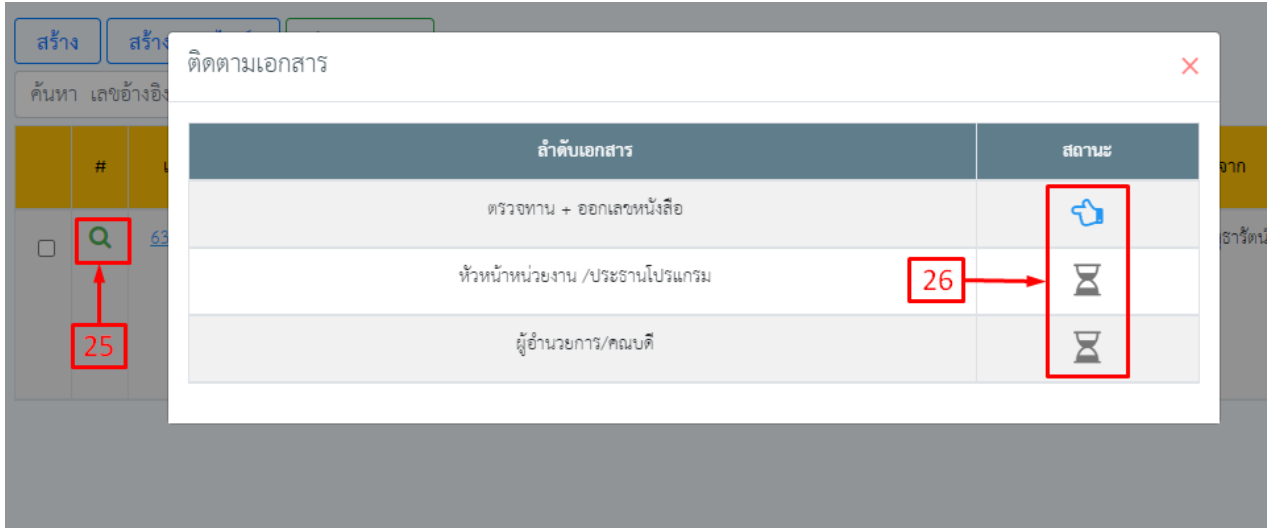 สร้าง สร้าง
ติดตามเอกสาร
ค้นหา เลขอ้างอิง
ลำดับเอกสาร สถานะ
# จาก
ตรวจทาน + ออกเลขหนังสือ
63
หัวหน้าหน่วยงาน /ประธานโปรแกรม 26
25 ผู้อำนวยการ/คณบดี